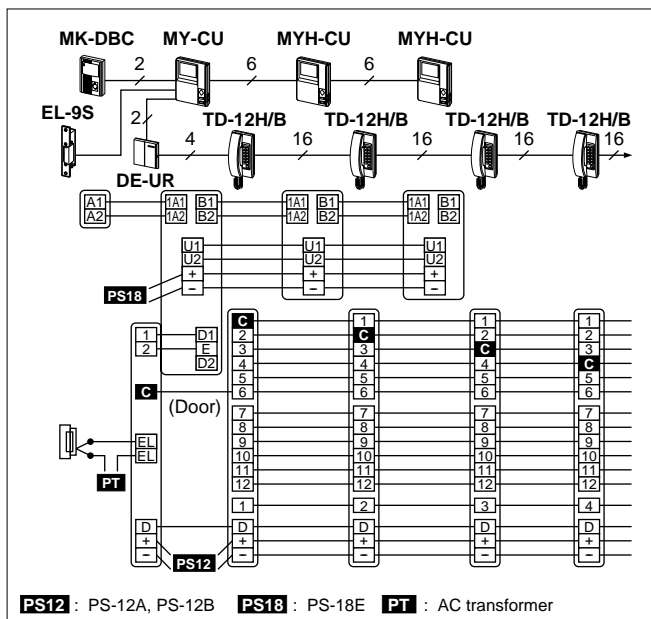 MK-DBC MY-CU MYH-CU MYH-CU
2 6 6
EL-9S
2
TD-12H/B TD-12H/B TD-12H/B TD-12H/B
4 16 16 16 16
DE-UR
A1 1A1 B1 1A1 B1 1A1 B1
A2 1A2 B2 1A2 B2 1A2 B2
U1 U1 U1
U2 U2 U2
+ + +
PS18
− − −
C 1 1 1
1 D1 2 C 2 2
2 E 3 3 C 3
D2 4 4 4 C
5 5 5 5
C 6 6 6 6
(Door)
7 7 7 7
8 8 8 8
EL 9 9 9 9
EL 10 10 10 10
PT 11 11 11 11
12 12 12 12
1 2 3 4
D D D D D
+ + + + +
PS12
− − − − −
PS12 : PS-12A, PS-12B PS18 : PS-18E PT : AC transformer